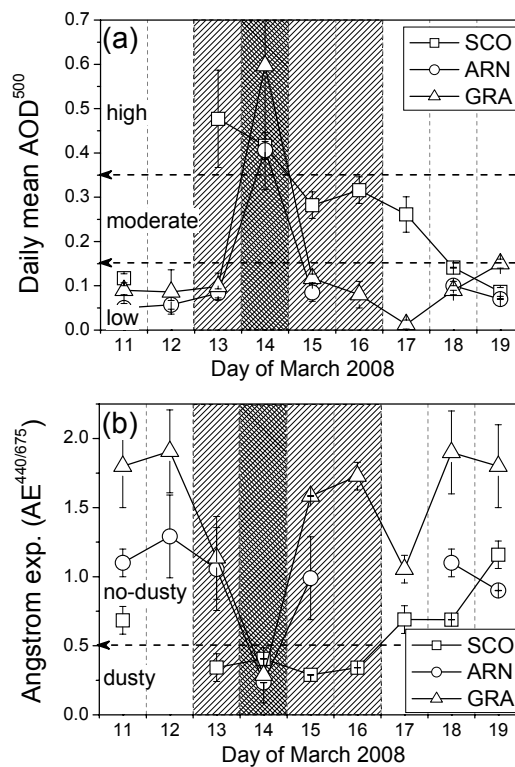 (a)
SCO
ARN
GRA
high
moderate
low
0.7
0.6
0.5
0.4
0.3
0.2
0.1
0.0
Daily mean AOD⁵⁰⁰
11 12 13 14 15 16 17 18 19
Day of March 2008
(b)
2.0
1.5
1.0
0.5
0.0
Angstrom exp. (AE⁴⁴⁰/⁶⁷⁵)
no-dusty
dusty
SCO
ARN
GRA
11 12 13 14 15 16 17 18 19
Day of March 2008